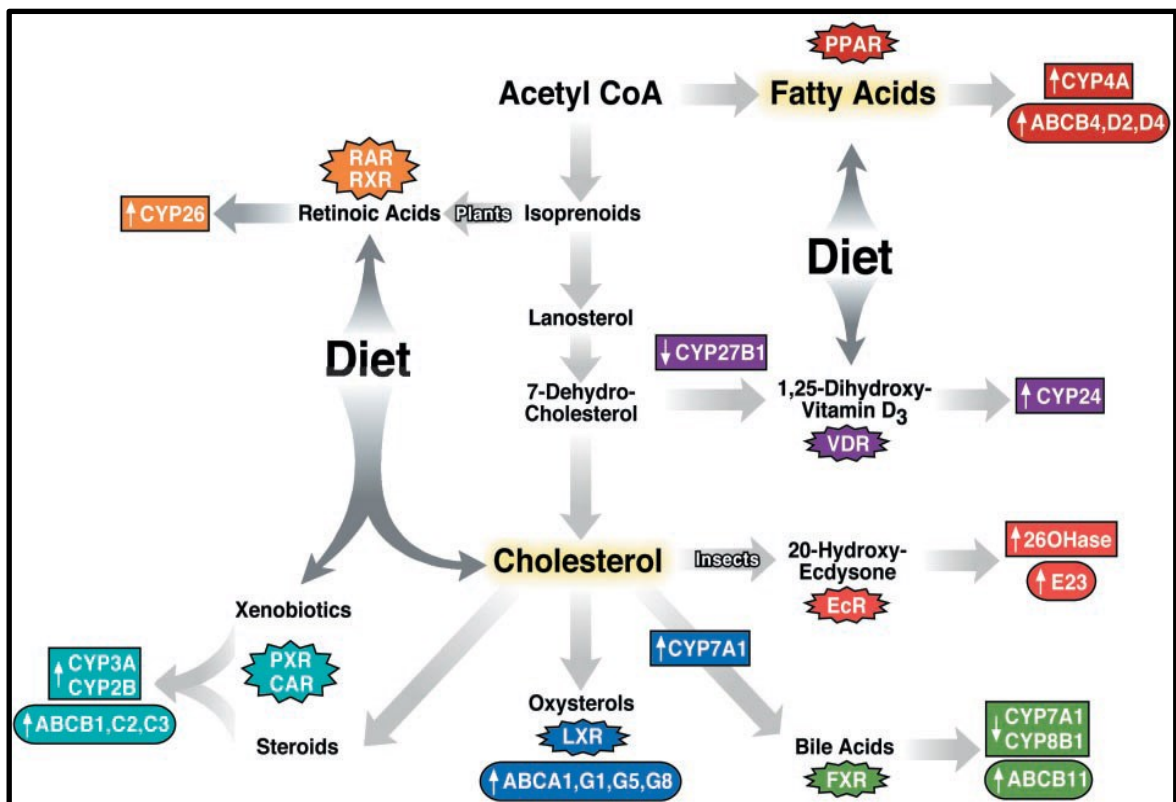 PPAR
Acetyl CoA
Fatty Acids
↑CYP4A
↑ABCB4,D2,D4
RAR
RXR
↑CYP26
Retinoic Acids
Plants
Isoprenoids
Diet
Lanosterol
Diet
↓CYP27B1
7-Dehydro-
Cholesterol
1,25-Dihydroxy-
Vitamin D3
↑CYP24
VDR
Cholesterol
Insects
20-Hydroxy-
Ecdysone
↑26OHase
↑E23
EcR
Xenobiotics
↑CYP7A1
↑CYP3A
CYP2B
PXR
CAR
↑ABCB1,C2,C3
Steroids
Oxysterols
LXR
↑ABCA1,G1,G5,G8
Bile Acids
FXR
↓CYP7A1
CYP8B1
↑ABCB11